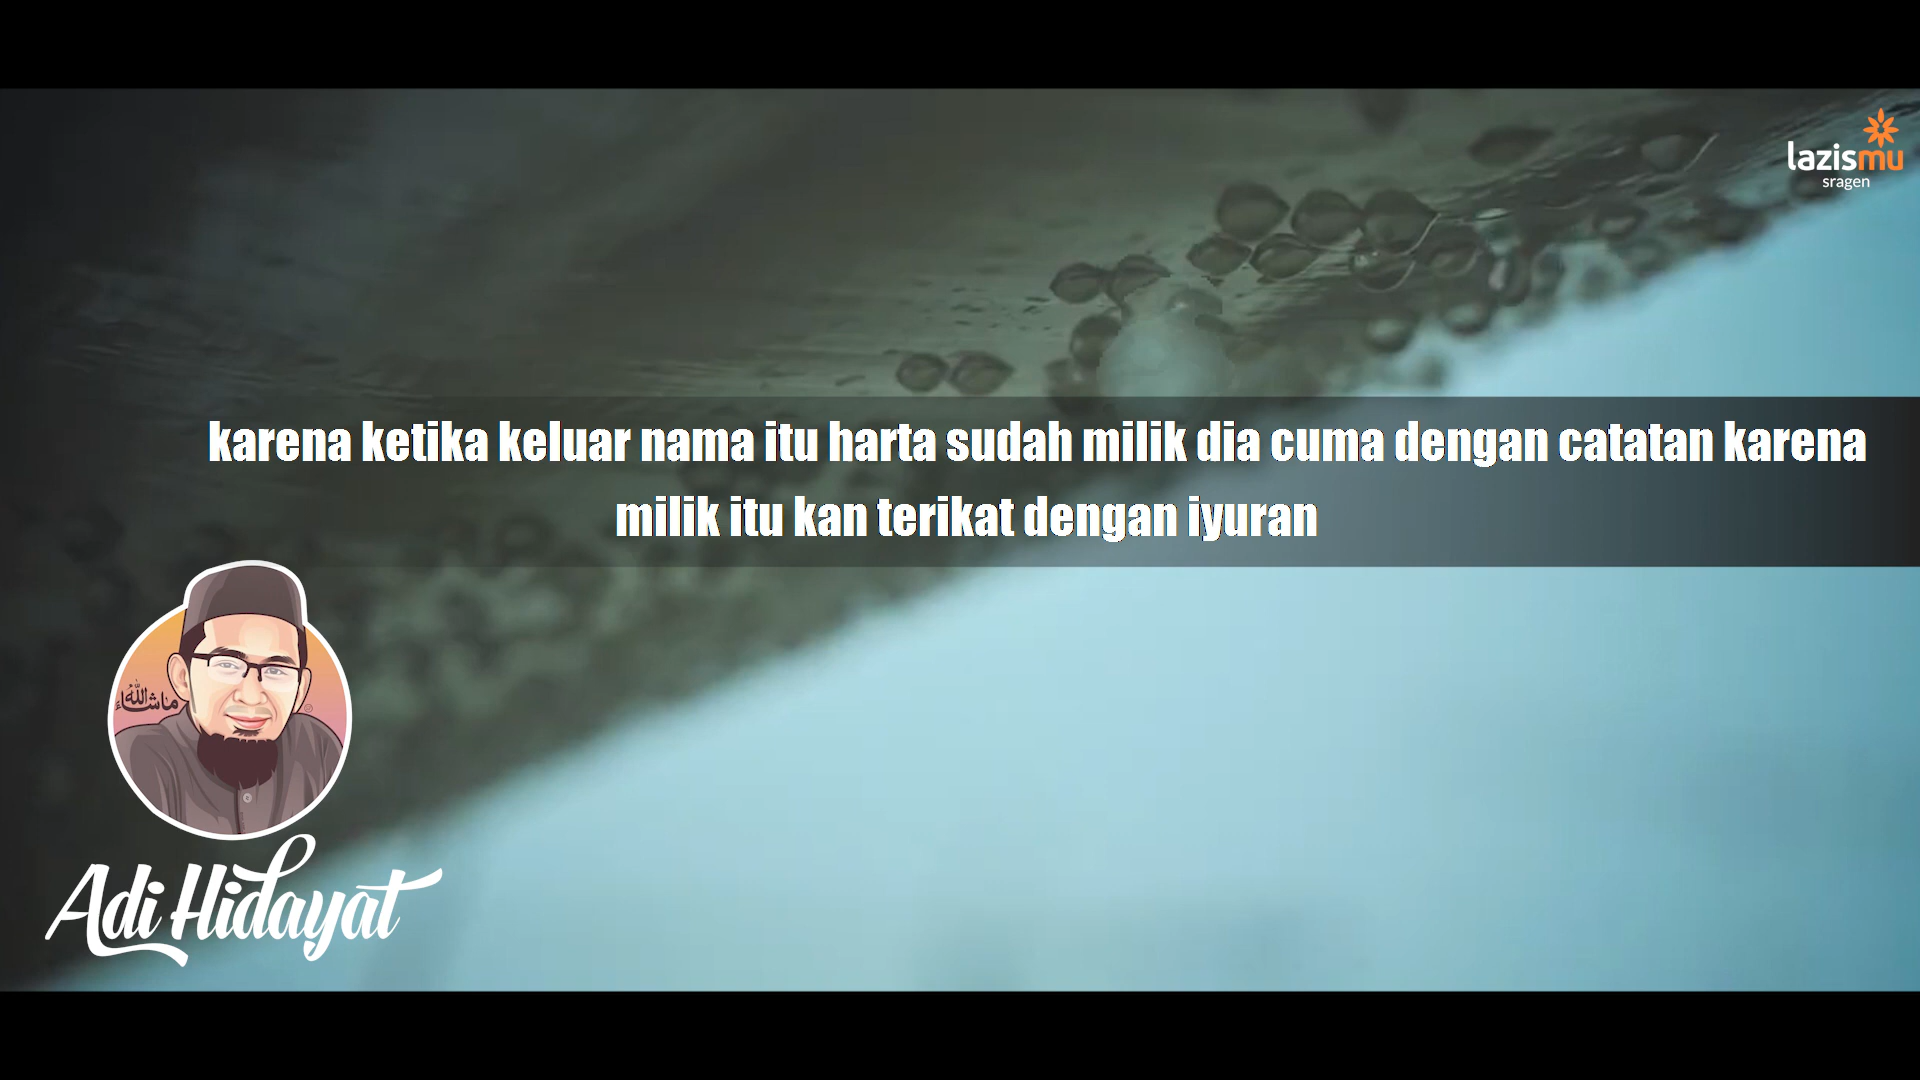 lazismu
sragen
karena ketika keluar nama itu harta sudah milik dia cuma dengan catatan karena
milik itu kan terikat dengan iyuran
ماشاءالله
Adi Hidayat